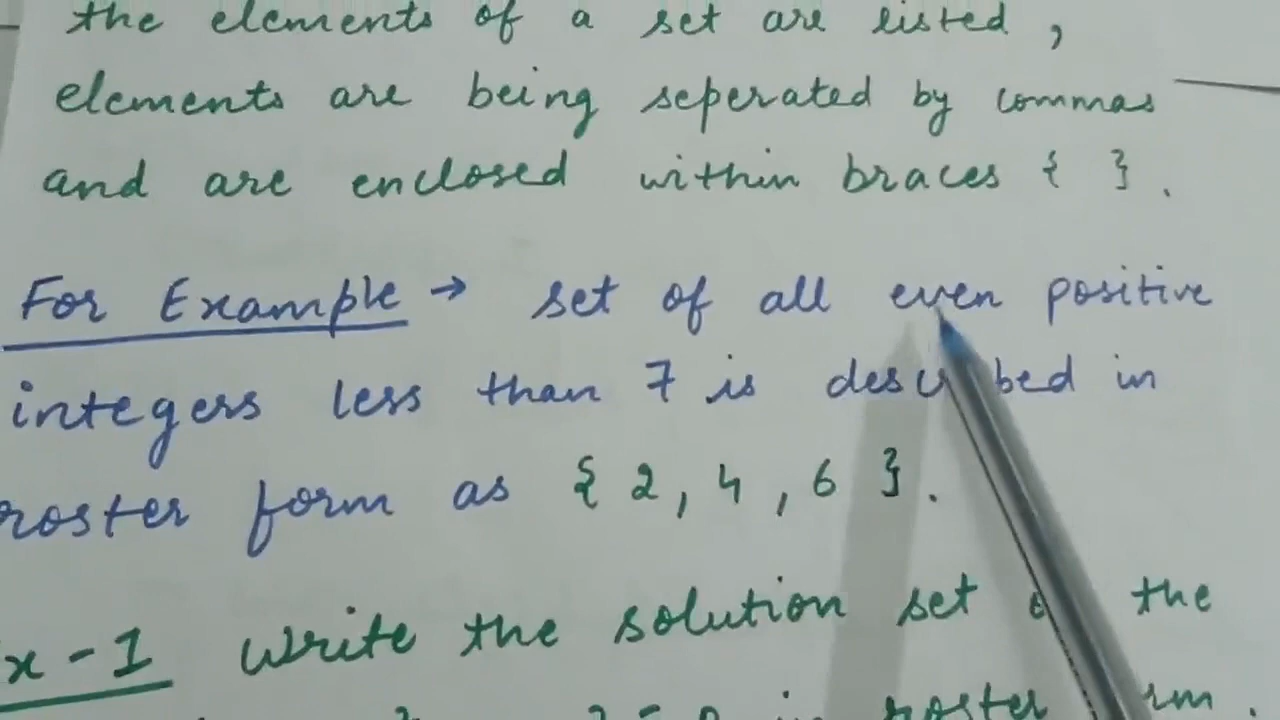 the elements of a set are listed,
elements are being seperated by commas
and are enclosed within braces { }.
For Example → set of all even positive
integers less than 7 is described in
roster form as { 2, 4, 6 }.
x - 1 Write the solution set the
in roster